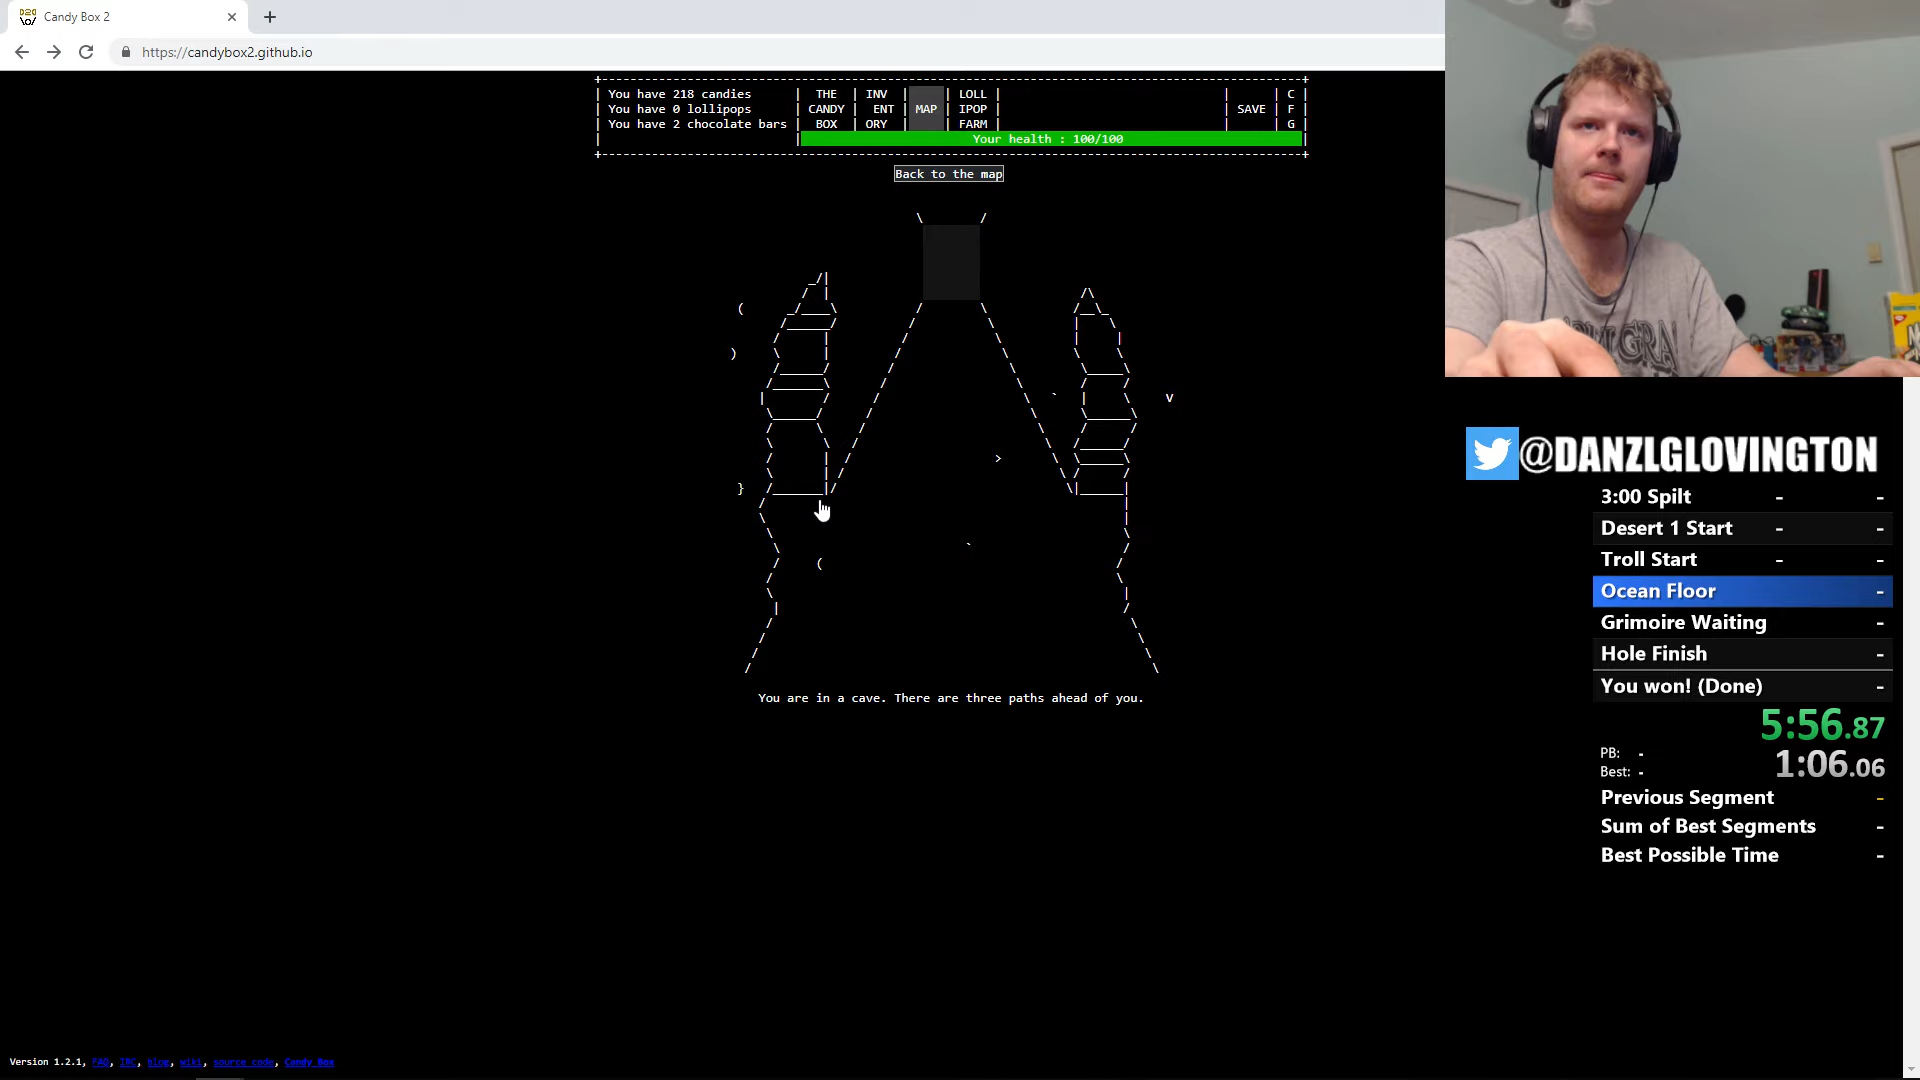 Candy Box 2
https://candybox2.github.io
You have 218 candies
You have 0 lollipops
You have 2 chocolate bars
THE CANDY BOX
INV ENT ORY
MAP
LOLL IPOP FARM
SAVE
C F G
Your health : 100/100
Back to the map
You are in a cave. There are three paths ahead of you.
@DANZLGLOVINGTON
3:00 Spilt - -
Desert 1 Start - -
Troll Start - -
Ocean Floor -
Grimoire Waiting -
Hole Finish -
You won! (Done) -
5:56.87
PB: -
Best: -
1:06.06
Previous Segment -
Sum of Best Segments -
Best Possible Time -
Version 1.2.1, FAQ, IRC, blog, wiki, source code, Candy Box